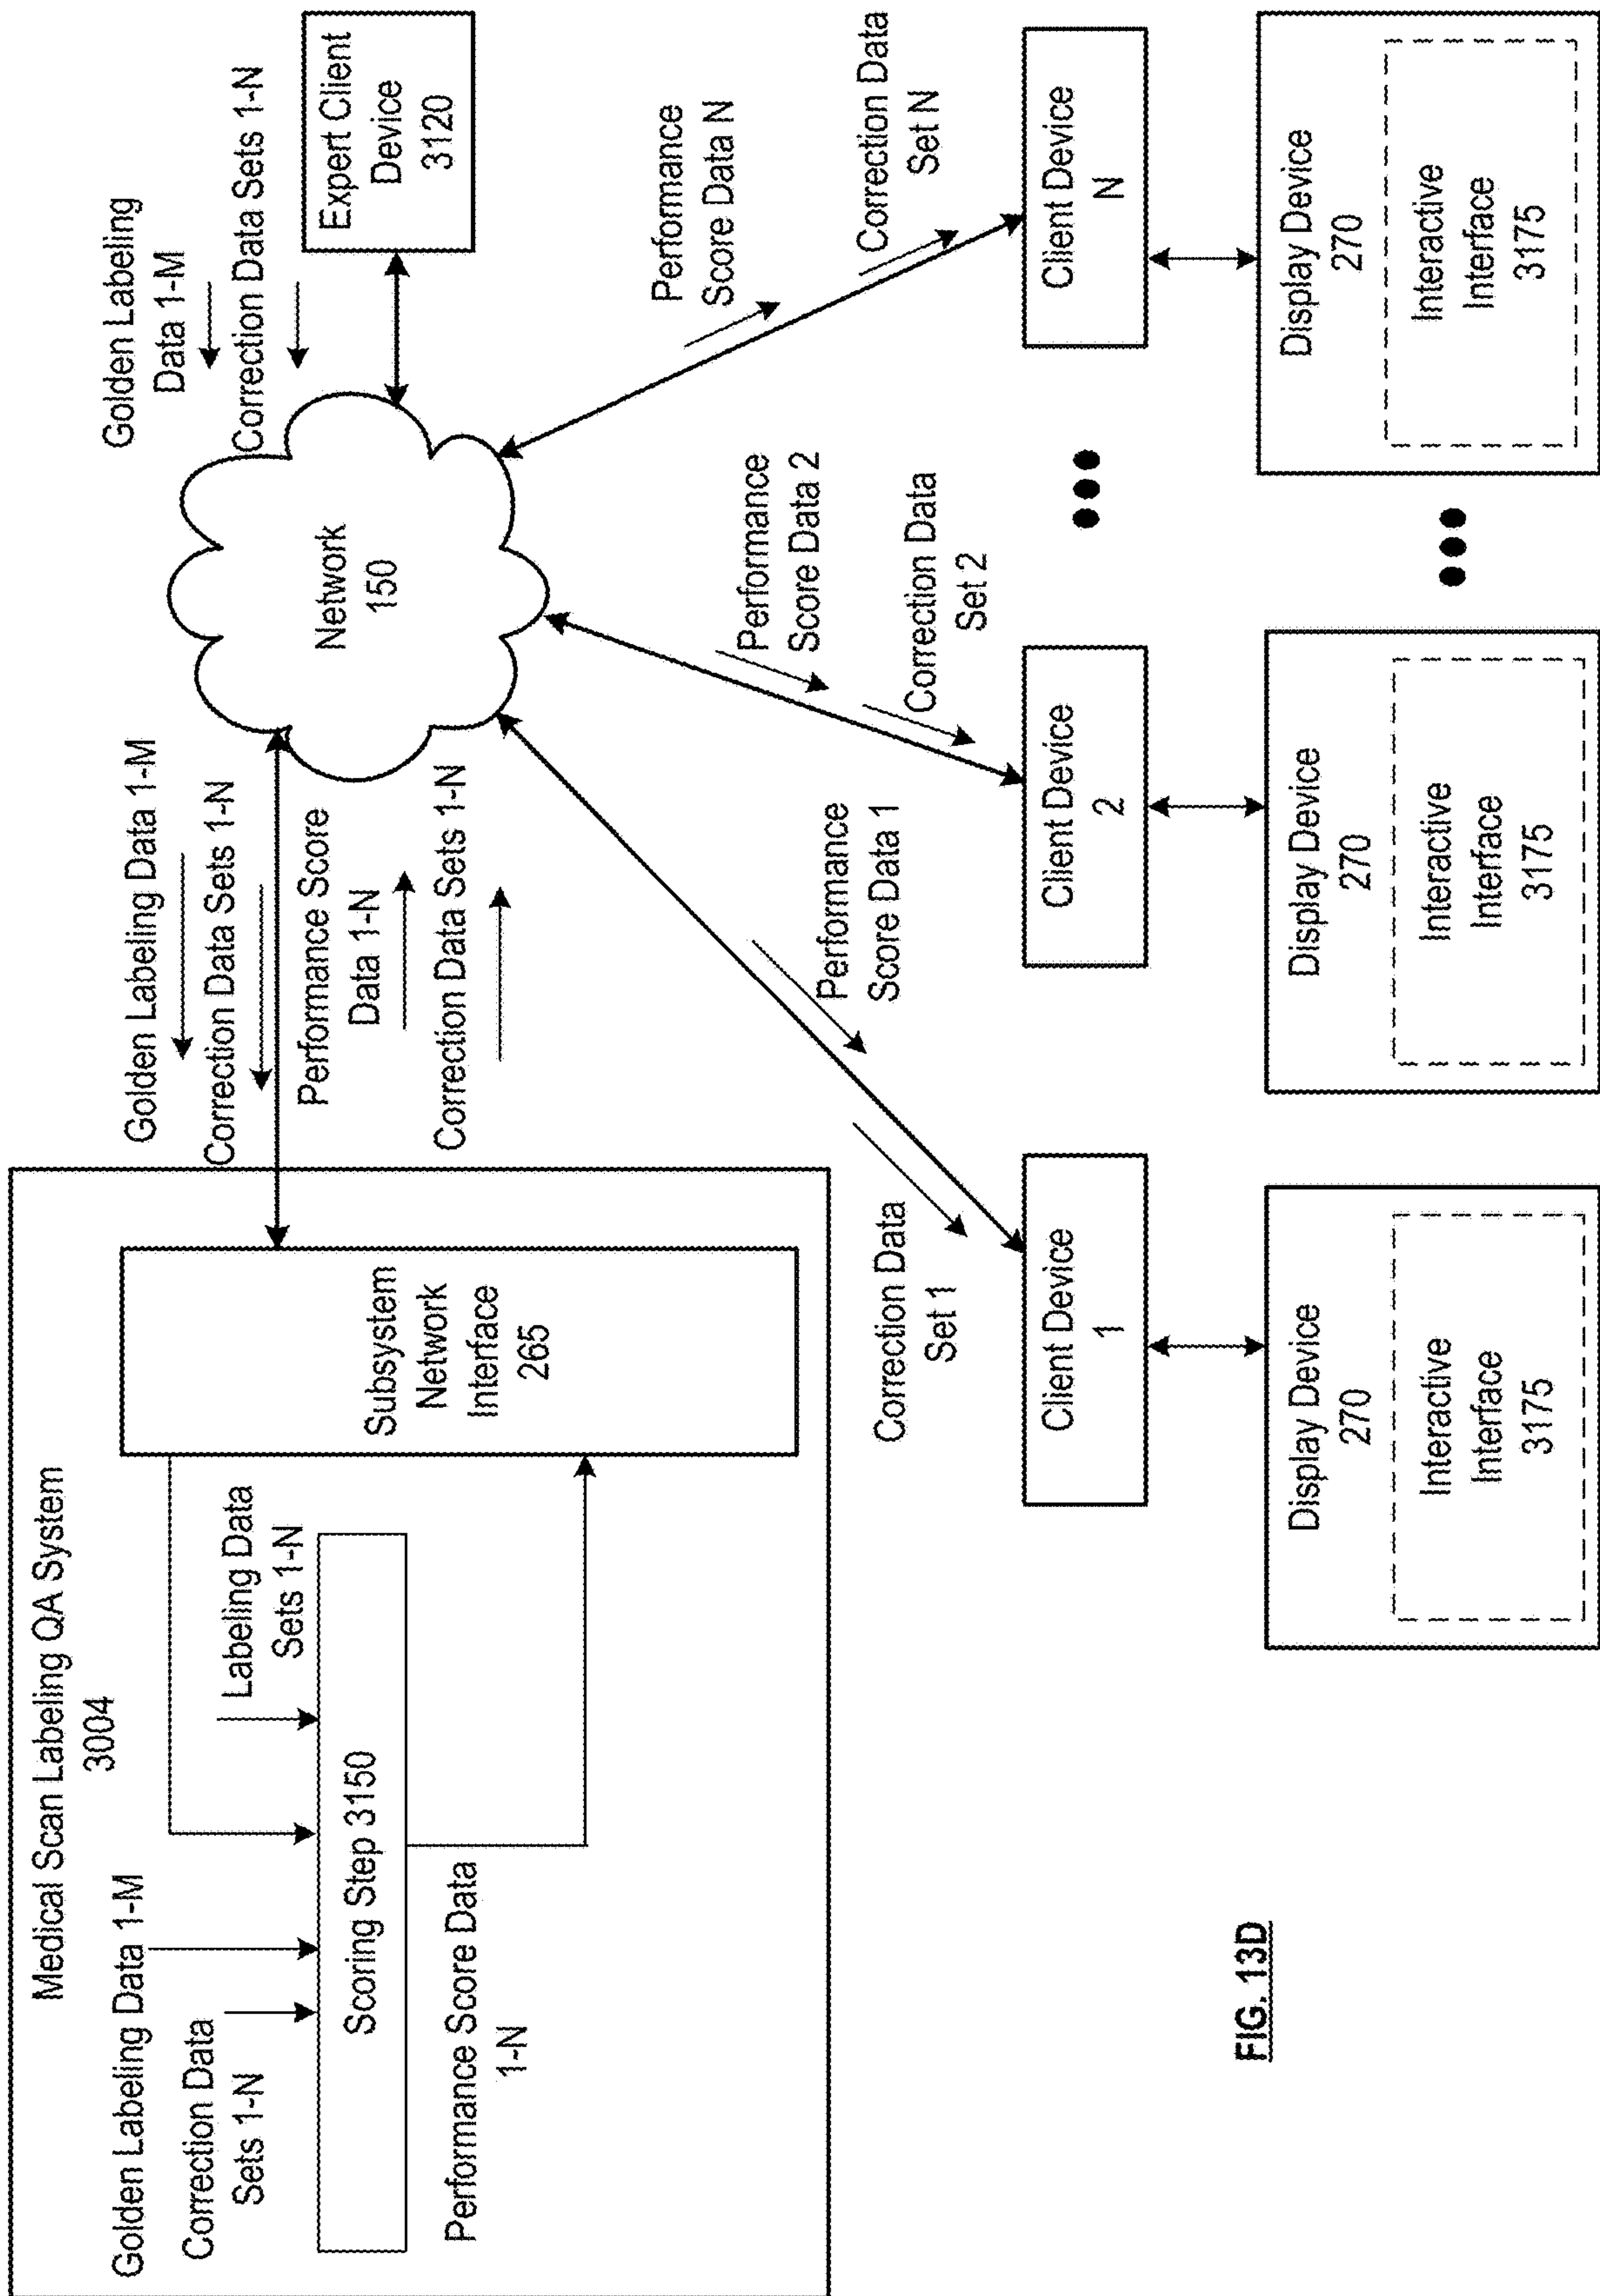 Medical Scan Labeling QA System
3004
Golden Labeling Data 1-M
Correction Data
Sets 1-N
Labeling Data
Sets 1-N
Scoring Step 3150
Performance Score Data
1-N
Subsystem
Network
Interface
265
Golden Labeling Data 1-M
Correction Data Sets 1-N
Performance Score
Data 1-N
Correction Data Sets 1-N
Network
150
Golden Labeling
Data 1-M
Correction Data Sets 1-N
Expert Client
Device
3120
Performance
Score Data 1
Correction Data
Set 1
Performance
Score Data 2
Correction Data
Set 2
Performance
Score Data N
Correction Data
Set N
Client Device
1
Client Device
2
Client Device
N
Display Device
270
Interactive
Interface
3175
Display Device
270
Interactive
Interface
3175
Display Device
270
Interactive
Interface
3175
FIG. 13D